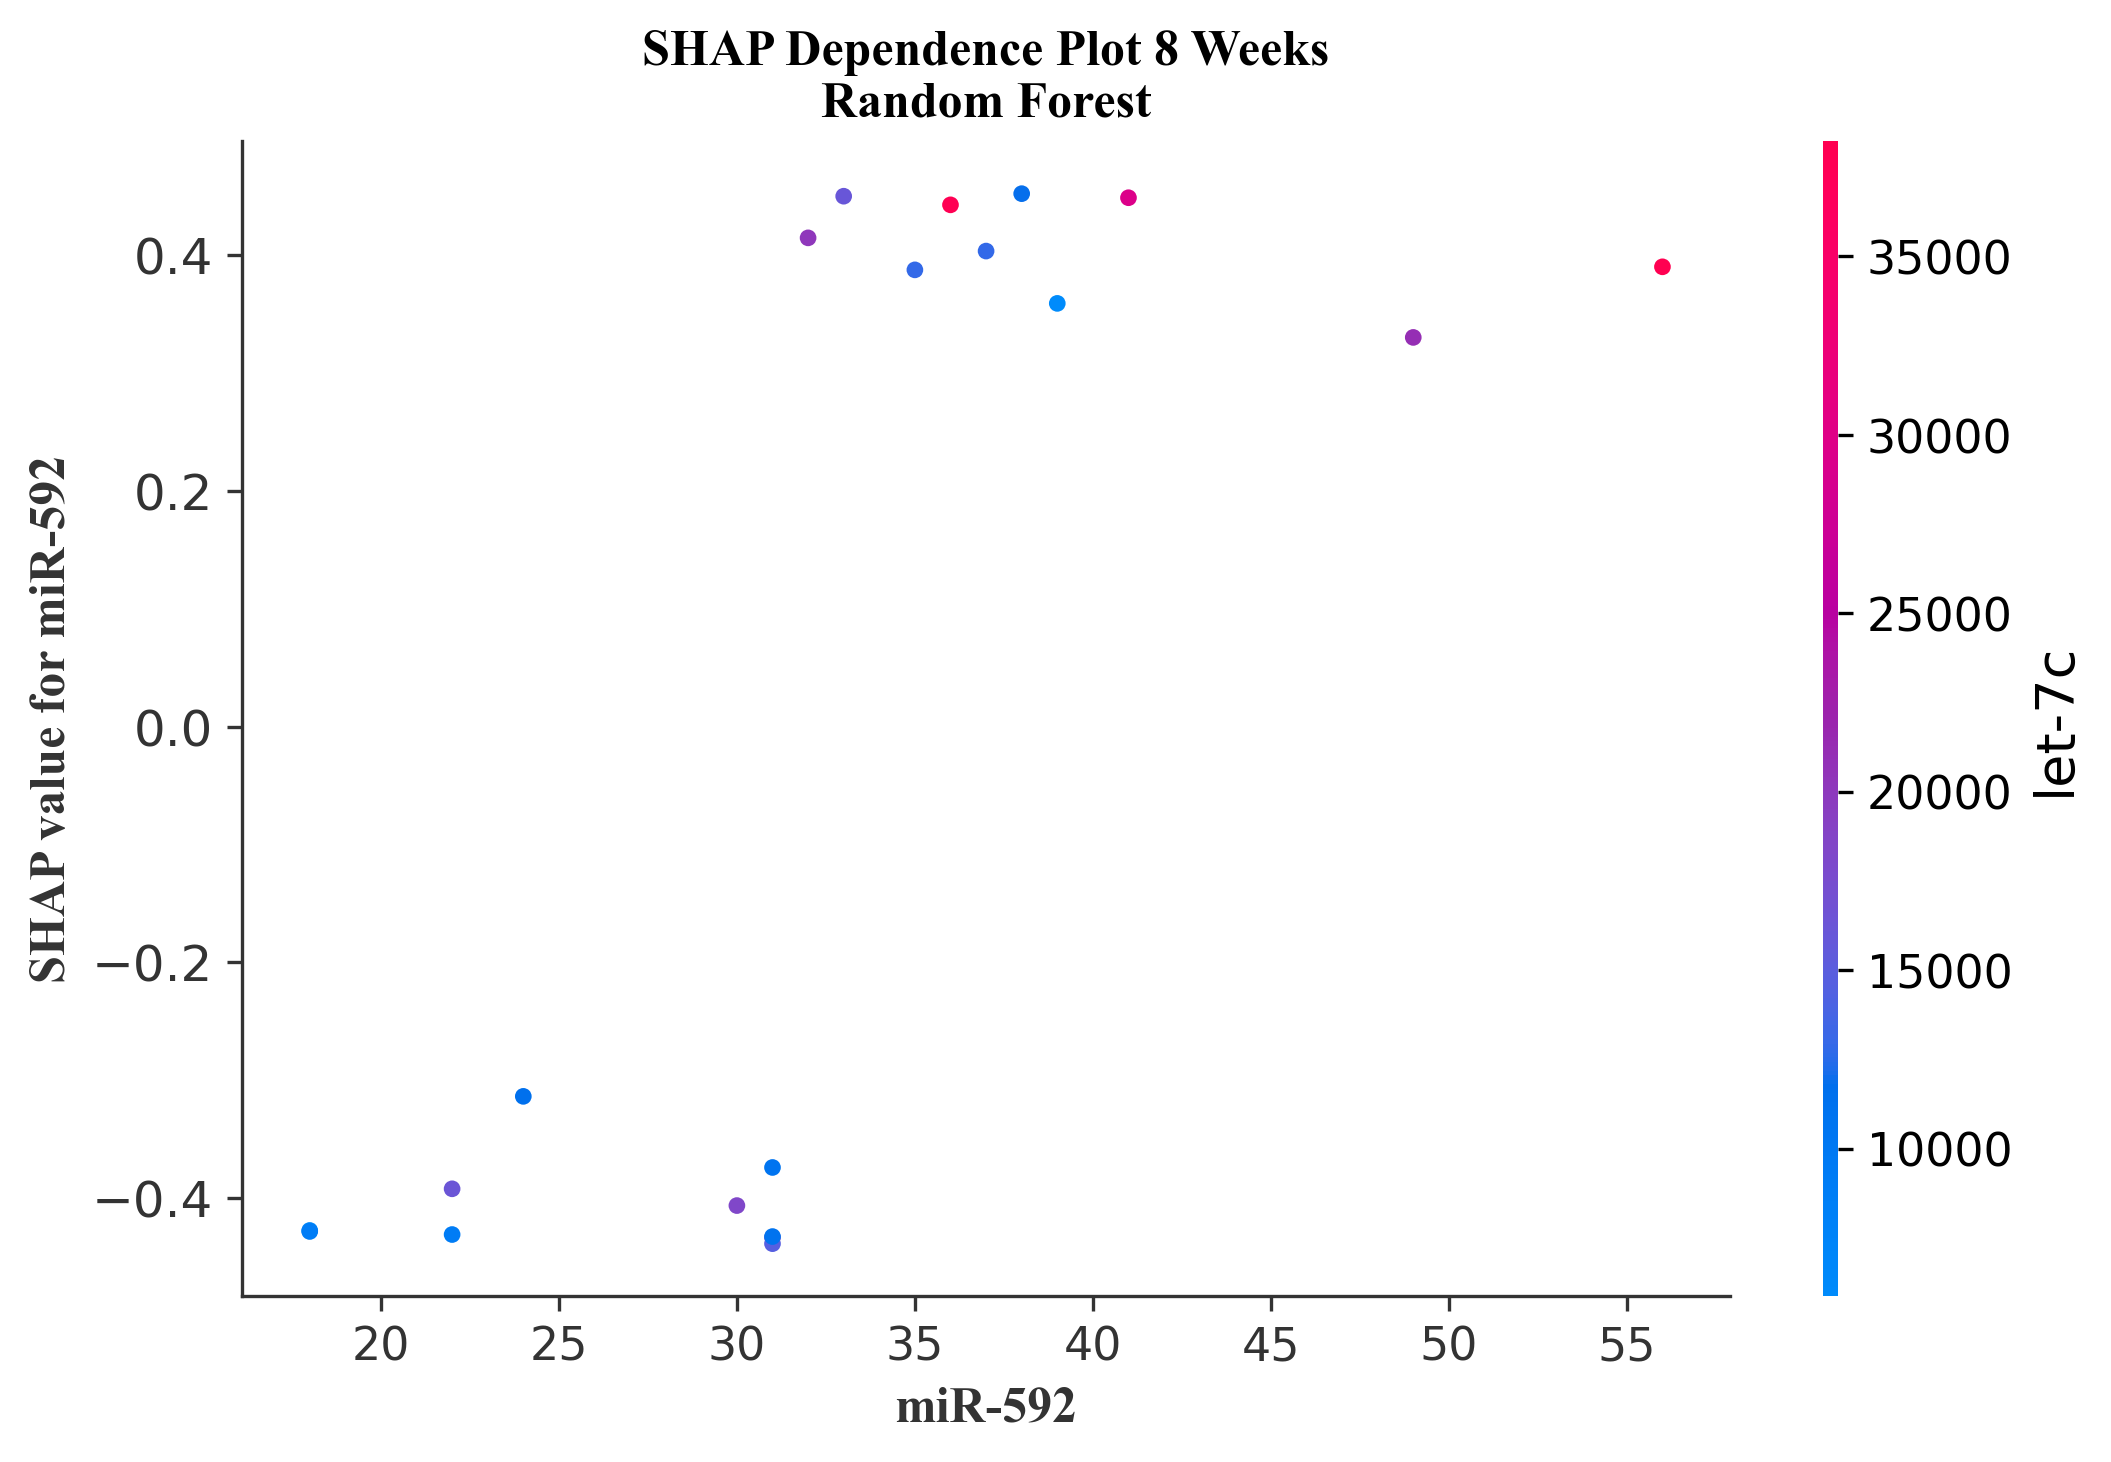 SHAP Dependence Plot 8 Weeks
Random Forest
SHAP value for miR-592
0.4
0.2
0.0
−0.2
−0.4
20 25 30 35 40 45 50 55
miR-592
35000
30000
25000
20000
15000
10000
let-7c